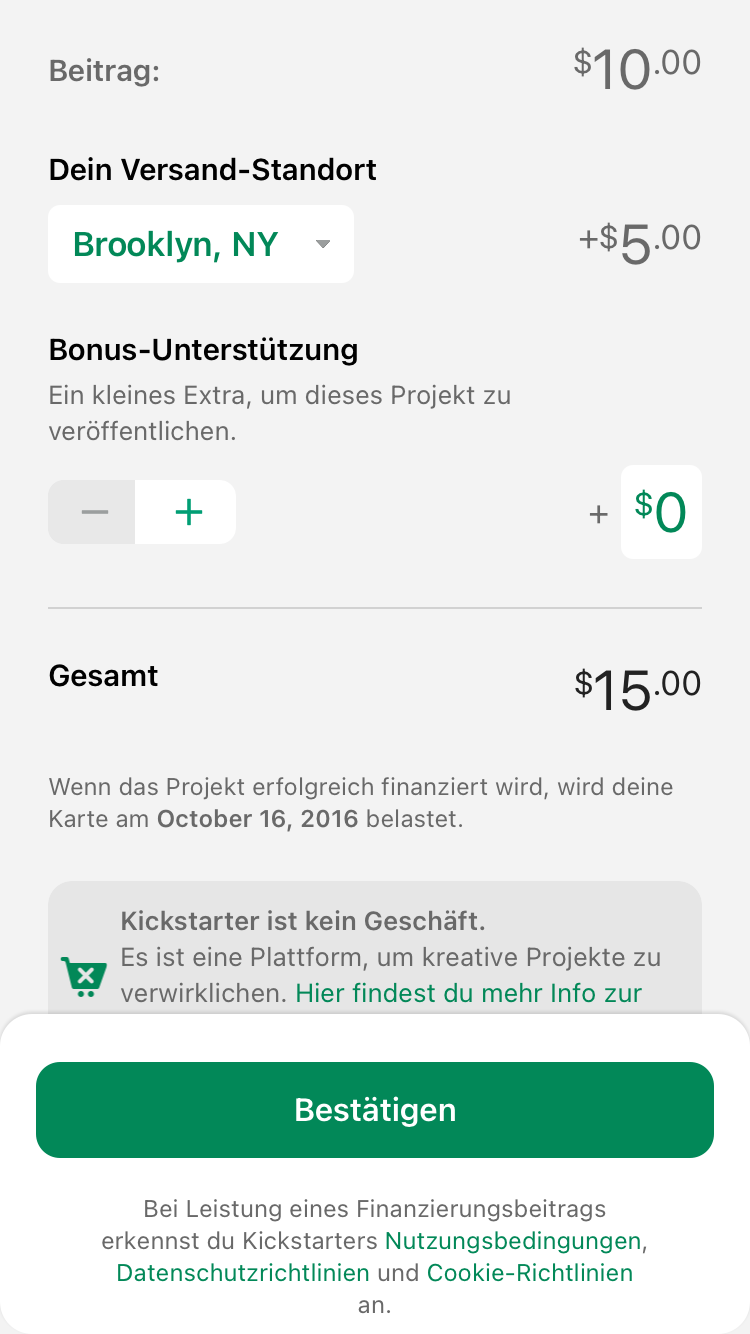 Beitrag: $10.00
Dein Versand-Standort
Brooklyn, NY +$5.00
Bonus-Unterstützung
Ein kleines Extra, um dieses Projekt zu
veröffentlichen.
− + + $0
Gesamt $15.00
Wenn das Projekt erfolgreich finanziert wird, wird deine
Karte am October 16, 2016 belastet.
Kickstarter ist kein Geschäft.
Es ist eine Plattform, um kreative Projekte zu
verwirklichen. Hier findest du mehr Info zur
Bestätigen
Bei Leistung eines Finanzierungsbeitrags
erkennst du Kickstarters Nutzungsbedingungen,
Datenschutzrichtlinien und Cookie-Richtlinien
an.